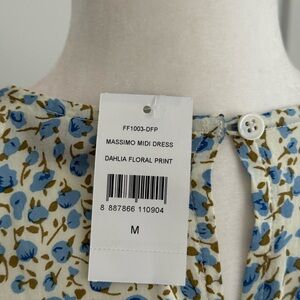 FF1003-DFP
MASSIMO MIDI DRESS
DAHLIA FLORAL PRINT
8 887866 110904
M